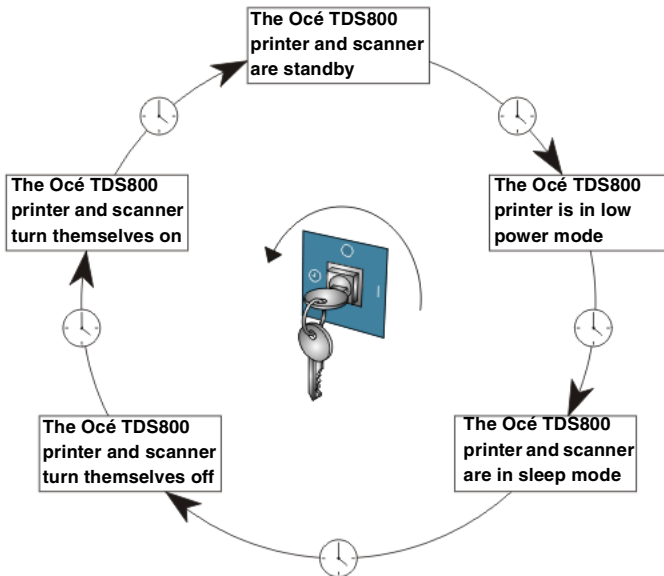 The Océ TDS800
printer and scanner
are standby
The Océ TDS800
printer is in low
power mode
The Océ TDS800
printer and scanner
are in sleep mode
The Océ TDS800
printer and scanner
turn themselves off
The Océ TDS800
printer and scanner
turn themselves on